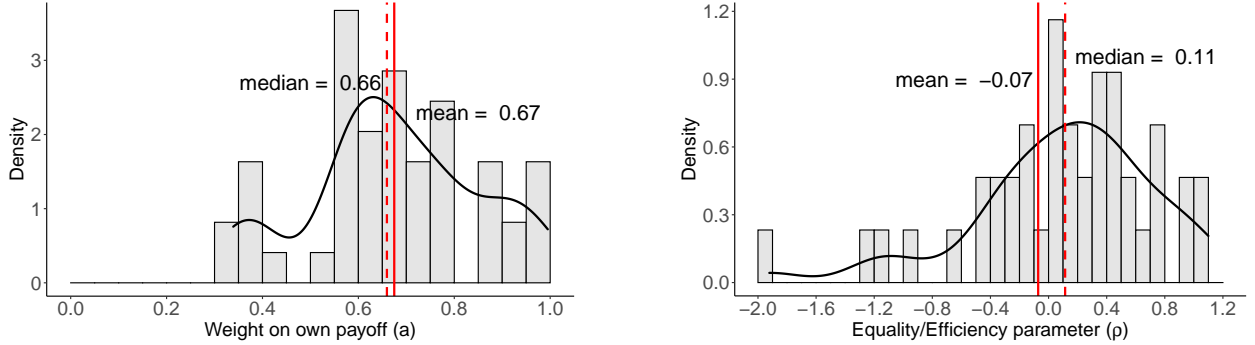 Density
3
2
1
0
median = 0.66
mean = 0.67
0.0 0.2 0.4 0.6 0.8 1.0
Weight on own payoff (a)
Density
1.2
0.9
0.6
0.3
0.0
median = 0.11
mean = −0.07
−2.0 −1.6 −1.2 −0.8 −0.4 0.0 0.4 0.8 1.2
Equality/Efficiency parameter (ρ)